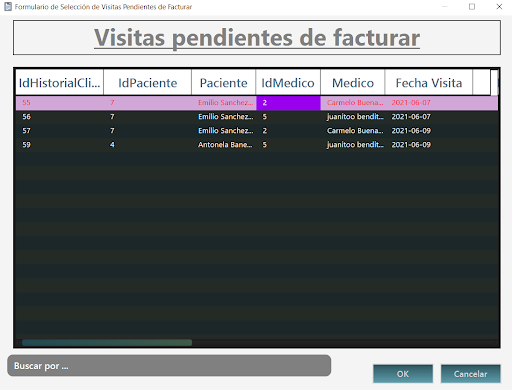 Formulario de Selección de Visitas Pendientes de Facturar
Visitas pendientes de facturar
IdHistorialCli... IdPaciente Paciente IdMedico Medico Fecha Visita
55 7 Emilio Sanchez... 2 Carmelo Buena... 2021-06-07
56 7 Emilio Sanchez... 5 juanitoo bendit... 2021-06-07
57 7 Emilio Sanchez... 2 Carmelo Buena... 2021-06-09
59 4 Antonela Bane... 5 juanitoo bendit... 2021-06-09
Buscar por ...
OK Cancelar